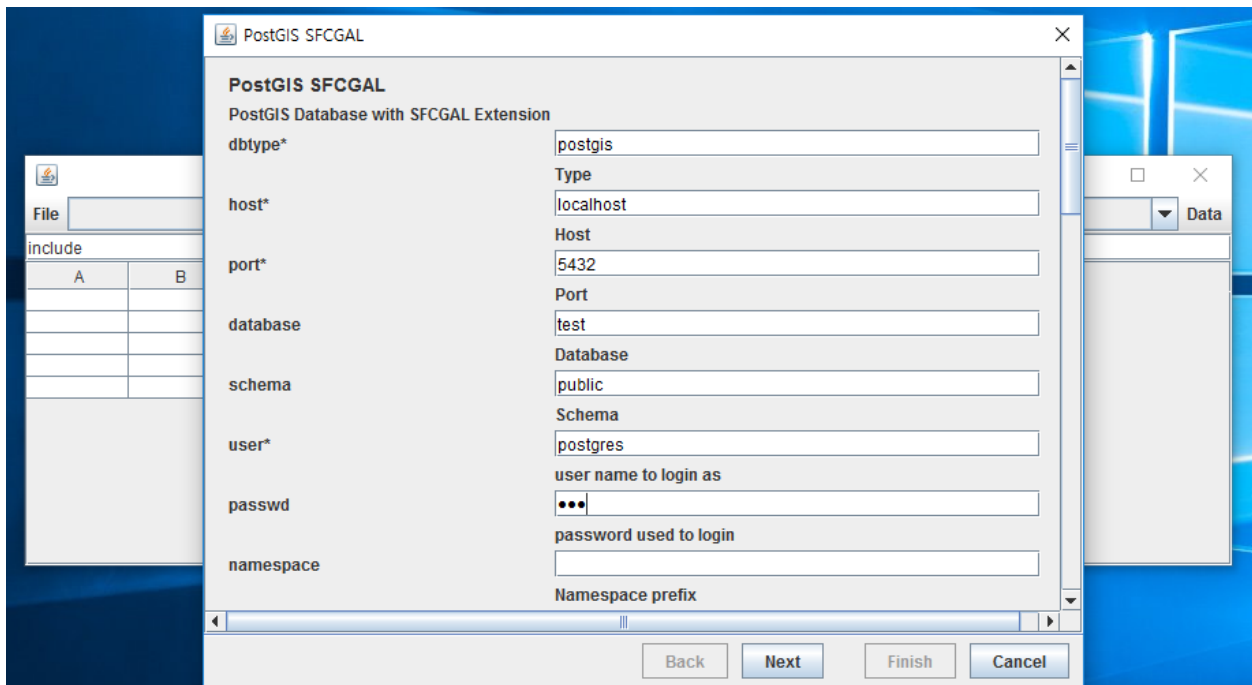 PostGIS SFCGAL
PostGIS SFCGAL
PostGIS Database with SFCGAL Extension
dbtype* postgis
Type
host* localhost
Host
port* 5432
Port
database test
Database
schema public
Schema
user* postgres
user name to login as
passwd •••
password used to login
namespace
Namespace prefix
Back Next Finish Cancel
File Data
include
A B